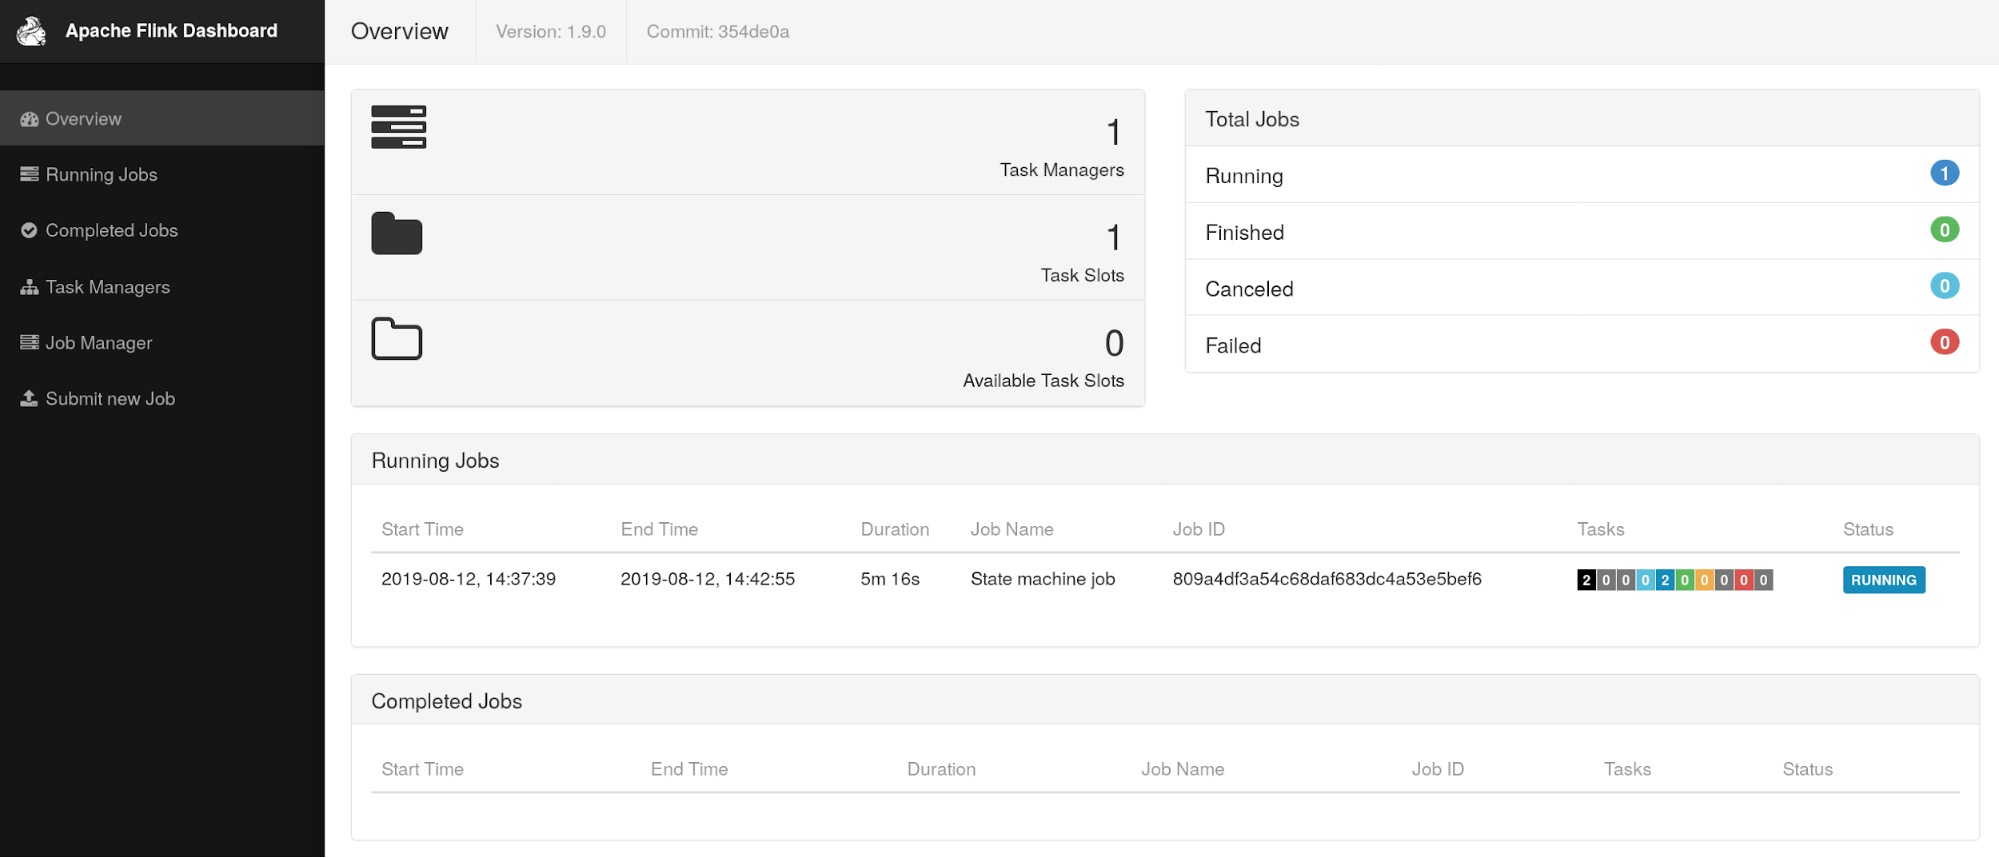 Apache Flink Dashboard
Overview
Version: 1.9.0
Commit: 354de0a
Overview
Running Jobs
Completed Jobs
Task Managers
Job Manager
Submit new Job
1
Task Managers
1
Task Slots
0
Available Task Slots
Total Jobs
Running 1
Finished 0
Canceled 0
Failed 0
Running Jobs
Start Time End Time Duration Job Name Job ID Tasks Status
2019-08-12, 14:37:39 2019-08-12, 14:42:55 5m 16s State machine job 809a4df3a54c68daf683dc4a53e5bef6 2 0 0 0 2 0 0 0 0 0 RUNNING
Completed Jobs
Start Time End Time Duration Job Name Job ID Tasks Status